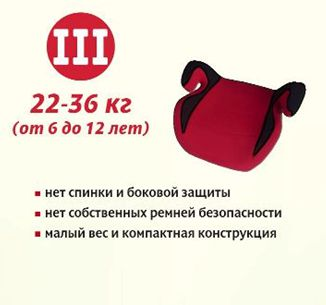 III
22-36 кг
(от 6 до 12 лет)
▪ нет спинки и боковой защиты
▪ нет собственных ремней безопасности
▪ малый вес и компактная конструкция